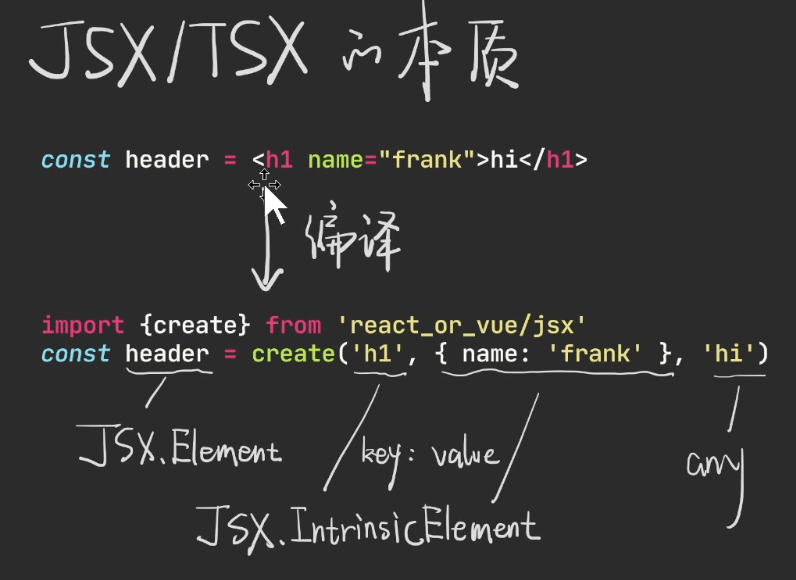 JSX/TSX 的本质
const header = <h1 name="frank">hi</h1>
编译
import {create} from 'react_or_vue/jsx'
const header = create('h1', { name: 'frank' }, 'hi')
JSX.Element
key: value
any
JSX.IntrinsicElement